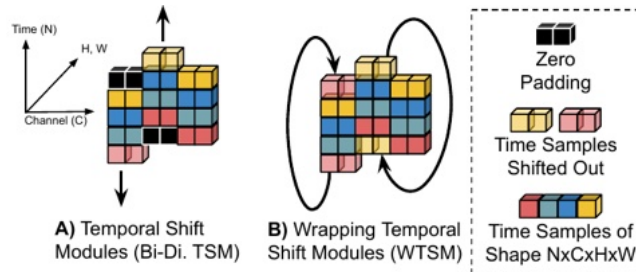 Time (N)
H, W
Channel (C)
A) Temporal Shift
Modules (Bi-Di. TSM)
B) Wrapping Temporal
Shift Modules (WTSM)
Zero
Padding
Time Samples
Shifted Out
Time Samples of
Shape NxCxHxW